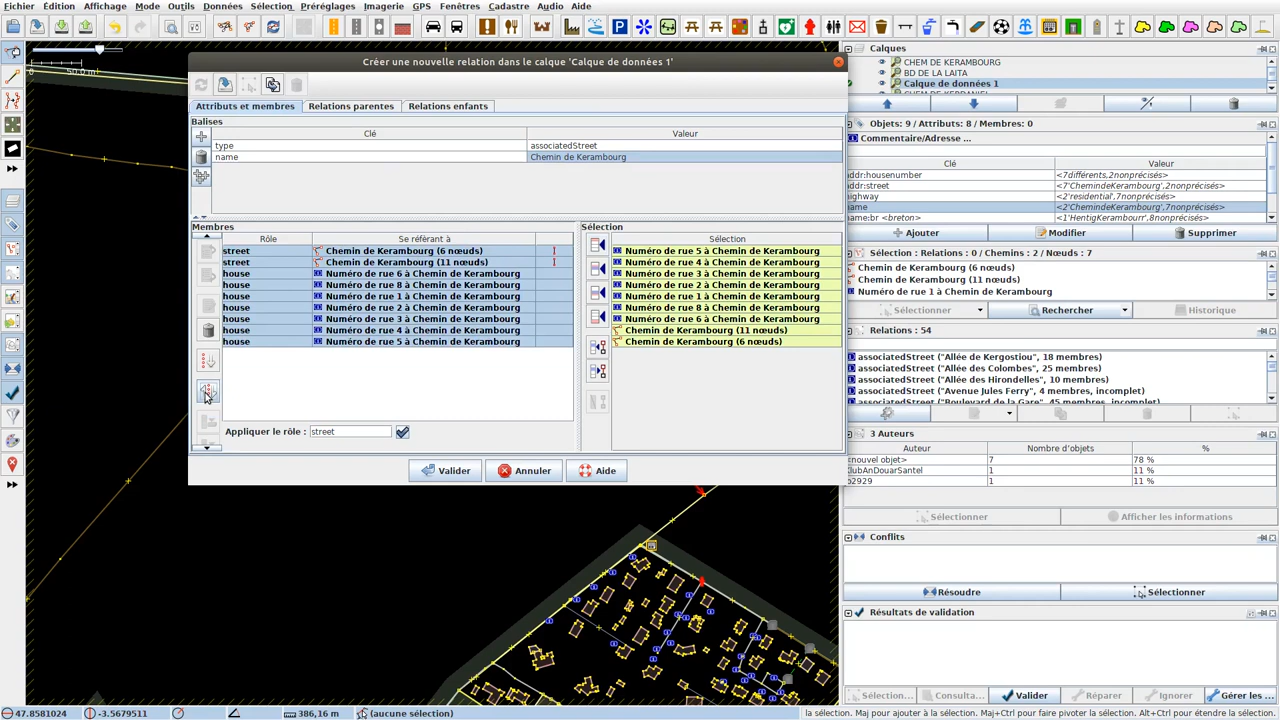 Fichier Édition Affichage Mode Outils Données Sélection Préréglages Imagerie GPS Fenêtres Cadastre Audio Aide
Créer une nouvelle relation dans le calque 'Calque de données 1'
Attributs et membres Relations parentes Relations enfants
Balises
Clé Valeur
type associatedStreet
name Chemin de Kerambourg
Membres
Rôle Se référant à
street Chemin de Kerambourg (6 nœuds)
street Chemin de Kerambourg (11 nœuds)
house Numéro de rue 6 à Chemin de Kerambourg
house Numéro de rue 8 à Chemin de Kerambourg
house Numéro de rue 1 à Chemin de Kerambourg
house Numéro de rue 2 à Chemin de Kerambourg
house Numéro de rue 3 à Chemin de Kerambourg
house Numéro de rue 4 à Chemin de Kerambourg
house Numéro de rue 5 à Chemin de Kerambourg
Appliquer le rôle : street
Sélection
Sélection
Numéro de rue 5 à Chemin de Kerambourg
Numéro de rue 4 à Chemin de Kerambourg
Numéro de rue 3 à Chemin de Kerambourg
Numéro de rue 2 à Chemin de Kerambourg
Numéro de rue 1 à Chemin de Kerambourg
Numéro de rue 8 à Chemin de Kerambourg
Numéro de rue 6 à Chemin de Kerambourg
Chemin de Kerambourg (11 nœuds)
Chemin de Kerambourg (6 nœuds)
Valider Annuler Aide
Calques
CHEM DE KERAMBOURG
BD DE LA LAITA
Calque de données 1
Objets: 9 / Attributs: 8 / Membres: 0
Commentaire/Adresse ...
Clé Valeur
addr:housenumber <7différents,2nonprécisés>
addr:street <7'ChemindeKerambourg',2nonprécisés>
highway <2'residential',7nonprécisés>
name <2'ChemindeKerambourg',7nonprécisés>
name:br <breton> <1'HentigKerambourr',8nonprécisés>
Ajouter Modifier Supprimer
Sélection : Relations: 0 / Chemins : 2 / Nœuds : 7
Chemin de Kerambourg (6 nœuds)
Chemin de Kerambourg (11 nœuds)
Numéro de rue 1 à Chemin de Kerambourg
Sélectionner Rechercher Historique
Relations : 54
associatedStreet ("Allée de Kergostiou", 18 membres)
associatedStreet ("Allée des Colombes", 25 membres)
associatedStreet ("Allée des Hirondelles", 10 membres)
associatedStreet ("Avenue Jules Ferry", 4 membres, incomplet)
associatedStreet ("Boulevard de la Gare", 45 membres, incomplet)
3 Auteurs
Auteur Nombre d'objets %
<nouvel objet> 7 78 %
ClubAnDouarSantel 1 11 %
o2929 1 11 %
Sélectionner Afficher les informations
Conflits
Résoudre Sélectionner
Résultats de validation
Sélection... Consulta... Valider Réparer Ignorer Gérer les ...
47.8581024 -3.5679511 386,16 m (aucune sélection) la sélection. Maj pour ajouter à la sélection. Maj+Ctrl pour faire pivoter la sélection. Alt+Ctrl pour étendre la sélection.